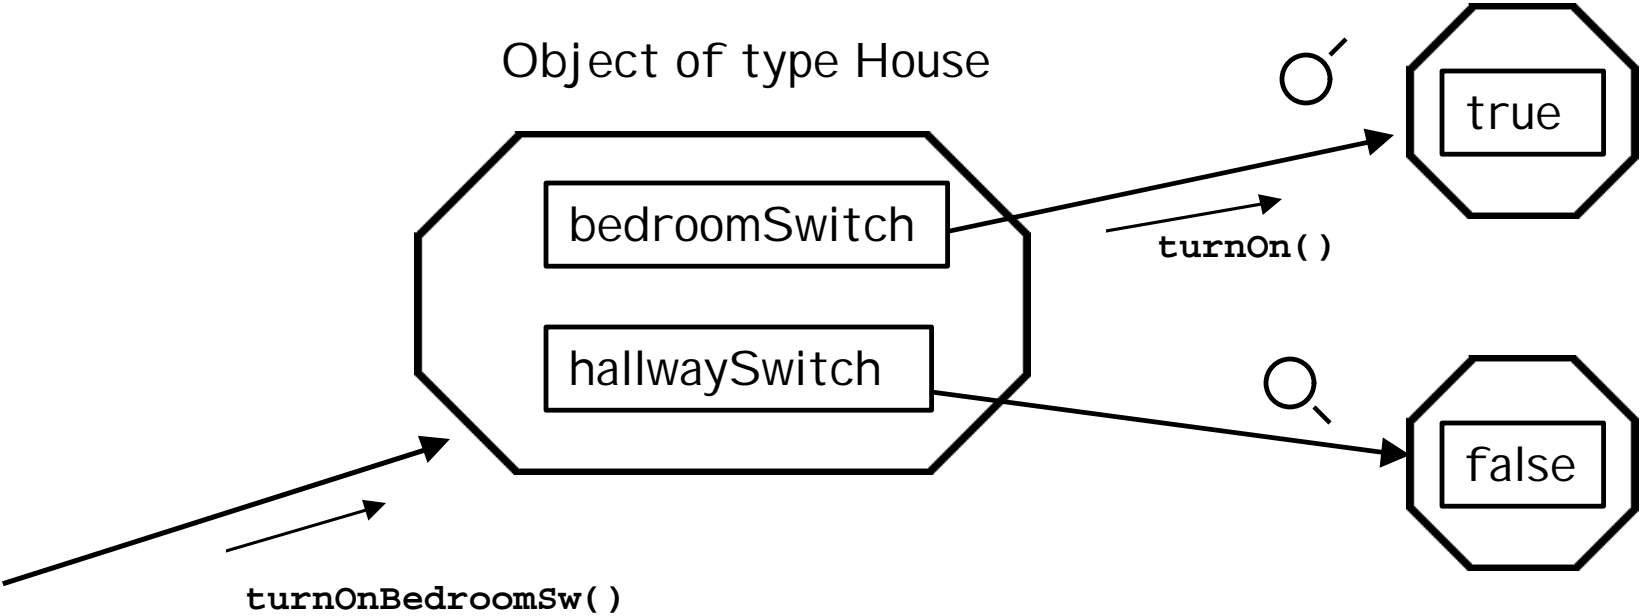 Object of type House
true
bedroomSwitch
turnOn()
hallwaySwitch
false
turnOnBedroomSw()